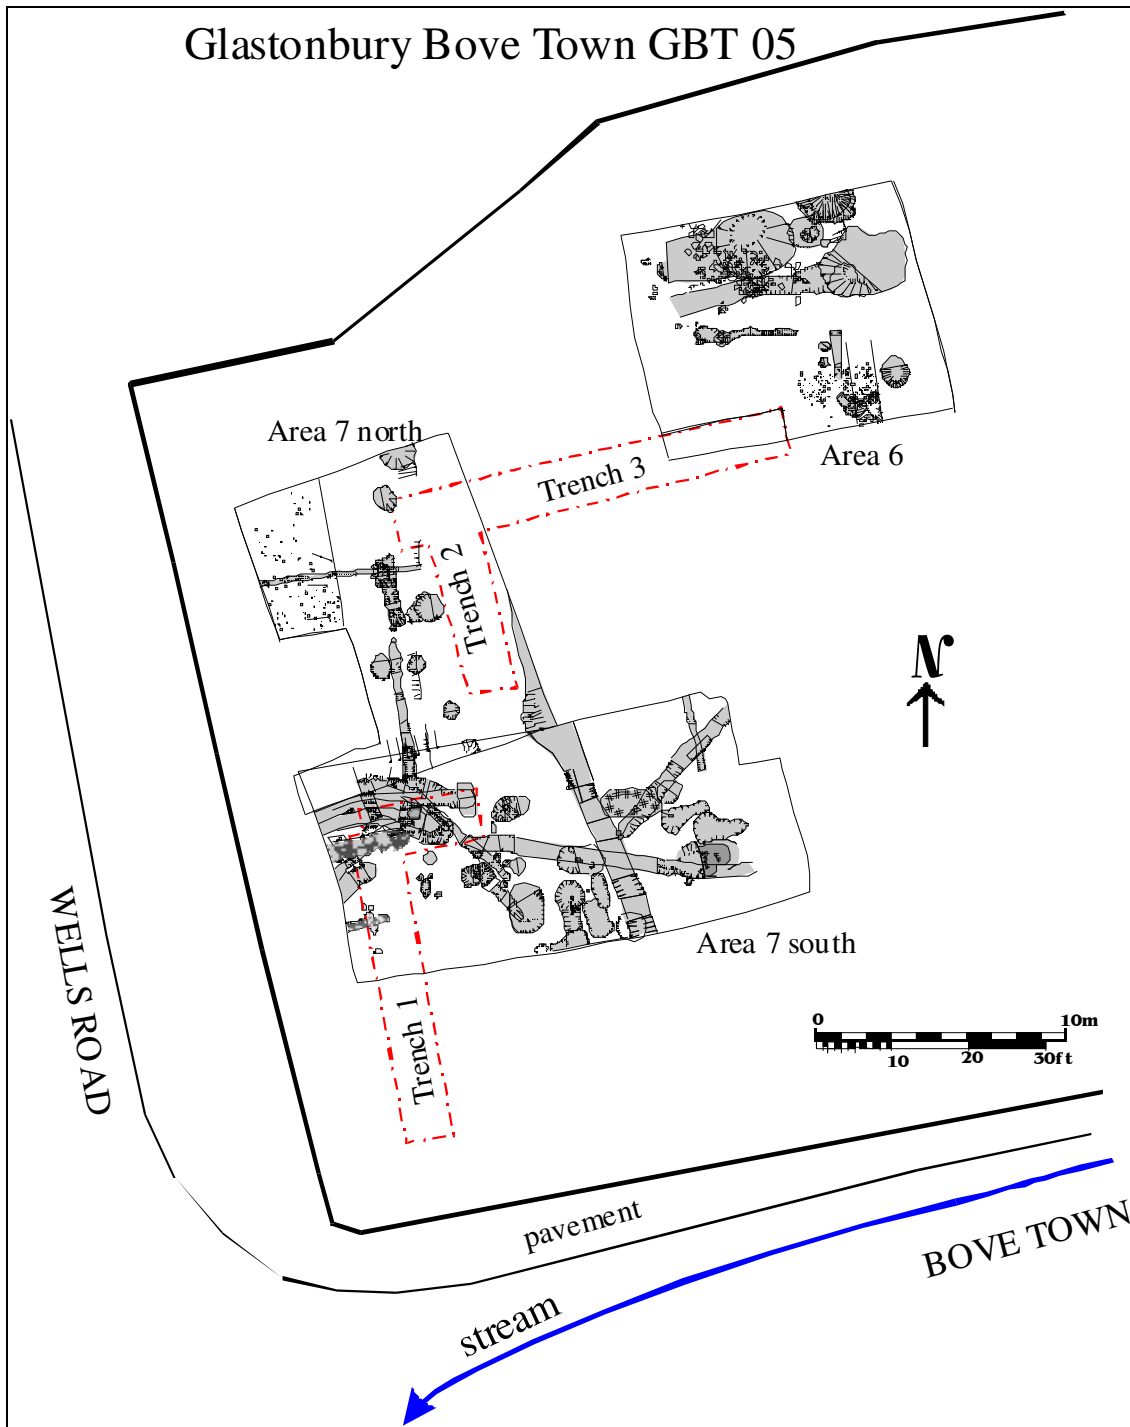 Glastonbury Bove Town GBT 05
Area 7 north
Area 6
Trench 3
Trench 2
N
Area 7 south
WELLS ROAD
Trench 1
0 10m
10 20 30ft
pavement
BOVE TOWN
stream